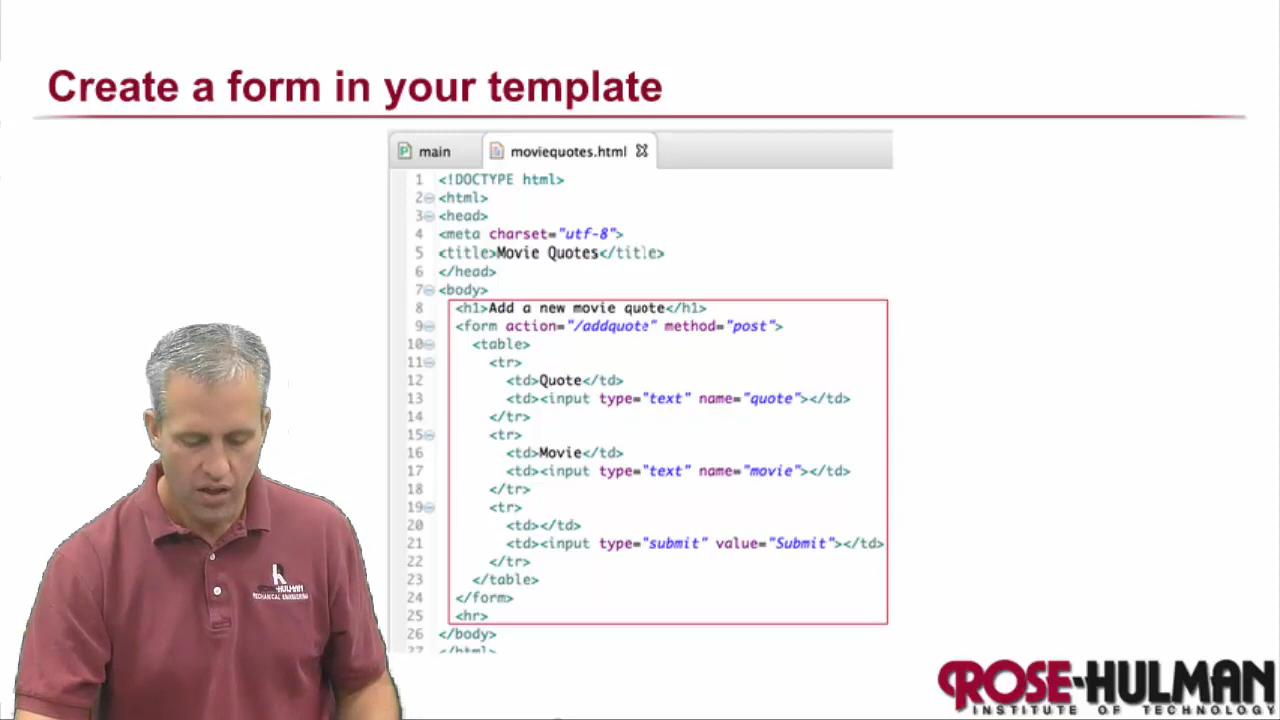 Create a form in your template
main
moviequotes.html
1 <!DOCTYPE html>
2 <html>
3 <head>
4 <meta charset="utf-8">
5 <title>Movie Quotes</title>
6 </head>
7 <body>
8 <h1>Add a new movie quote</h1>
9 <form action="/addquote" method="post">
10 <table>
11 <tr>
12 <td>Quote</td>
13 <td><input type="text" name="quote"></td>
14 </tr>
15 <tr>
16 <td>Movie</td>
17 <td><input type="text" name="movie"></td>
18 </tr>
19 <tr>
20 <td></td>
21 <td><input type="submit" value="Submit"></td>
22 </tr>
23 </table>
24 </form>
25 <hr>
26 </body>
27 </html>
HULMAN
MECHANICAL ENGINEERING
ROSE-HULMAN
INSTITUTE OF TECHNOLOGY